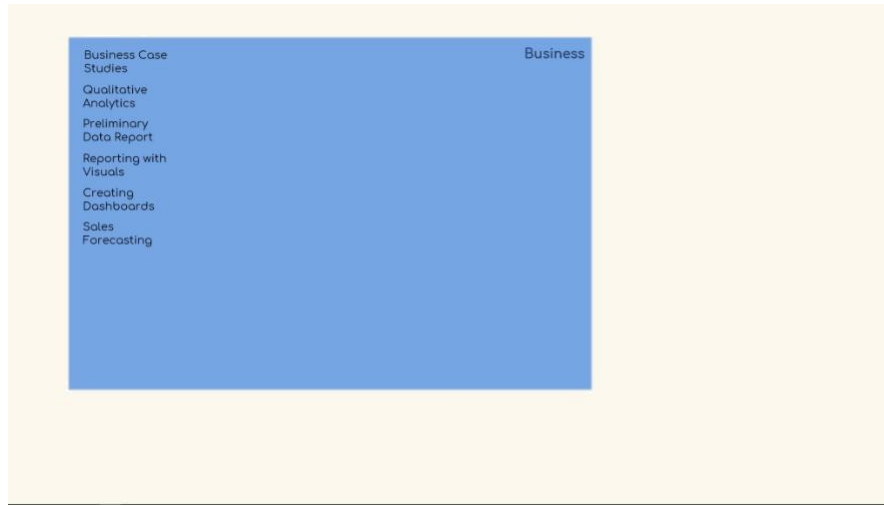 Business
Business Case
Studies
Qualitative
Analytics
Preliminary
Data Report
Reporting with
Visuals
Creating
Dashboards
Sales
Forecasting